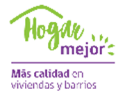 Hogar
mejor
Más calidad en
viviendas y barrios